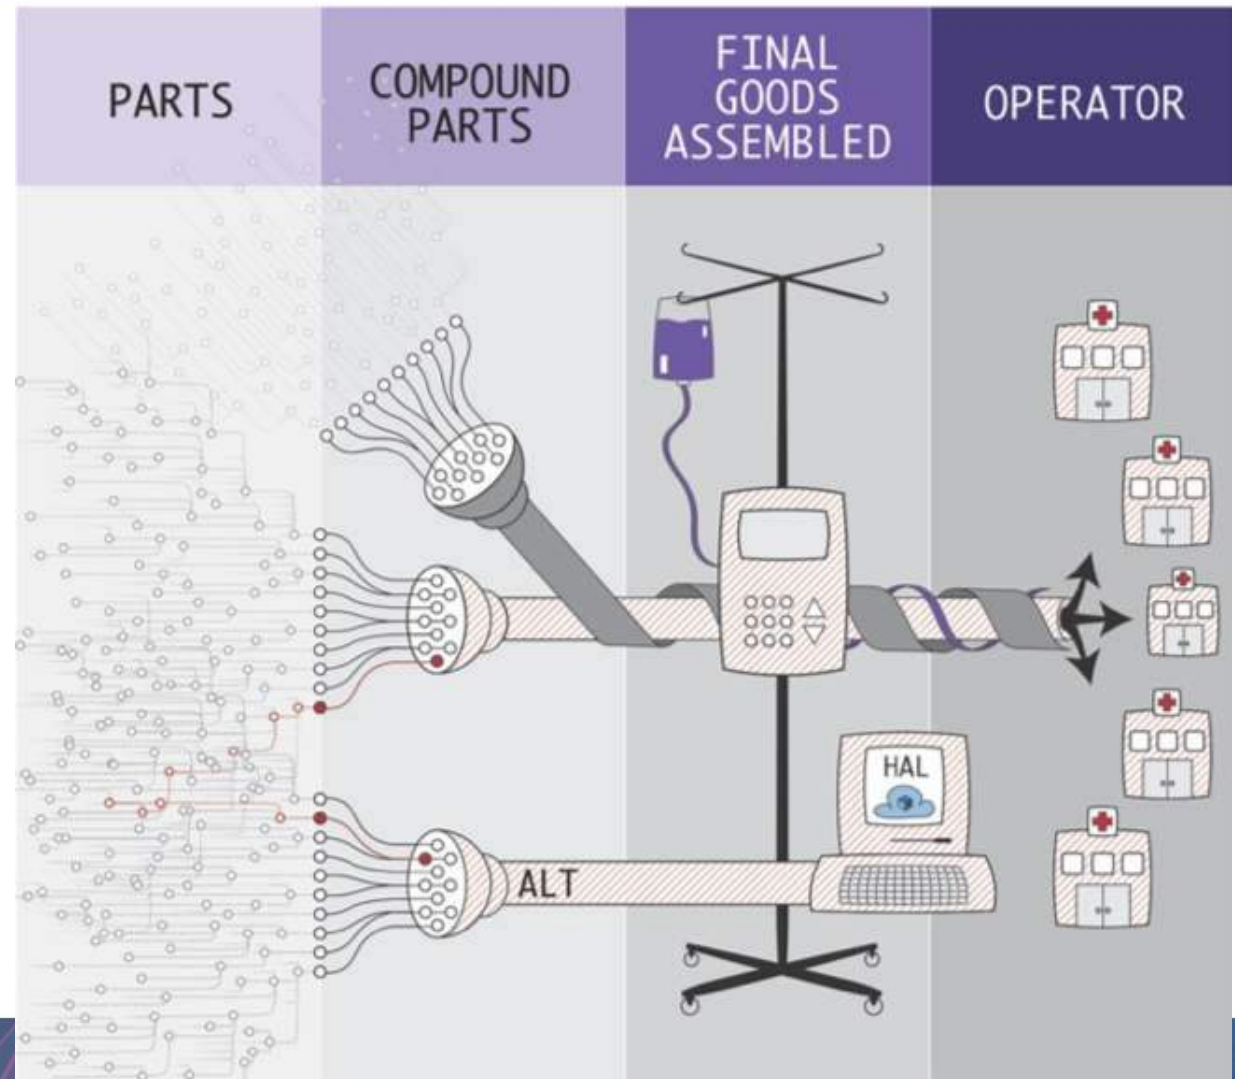 PARTS
COMPOUND
PARTS
FINAL
GOODS
ASSEMBLED
OPERATOR
HAL
ALT